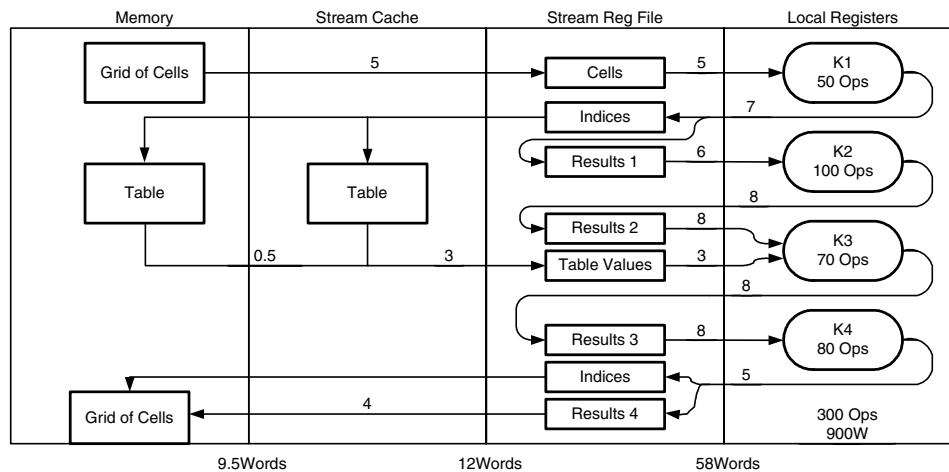 Memory Stream Cache Stream Reg File Local Registers
Grid of Cells 5 Cells 5 K1
50 Ops
Indices 7
Results 1 6 K2
100 Ops
Table Table
8
Results 2 8 K3
70 Ops
0.5 3 Table Values 3
8
Results 3 8 K4
80 Ops
Indices 5
Grid of Cells 4 Results 4
300 Ops
900W
9.5Words 12Words 58Words